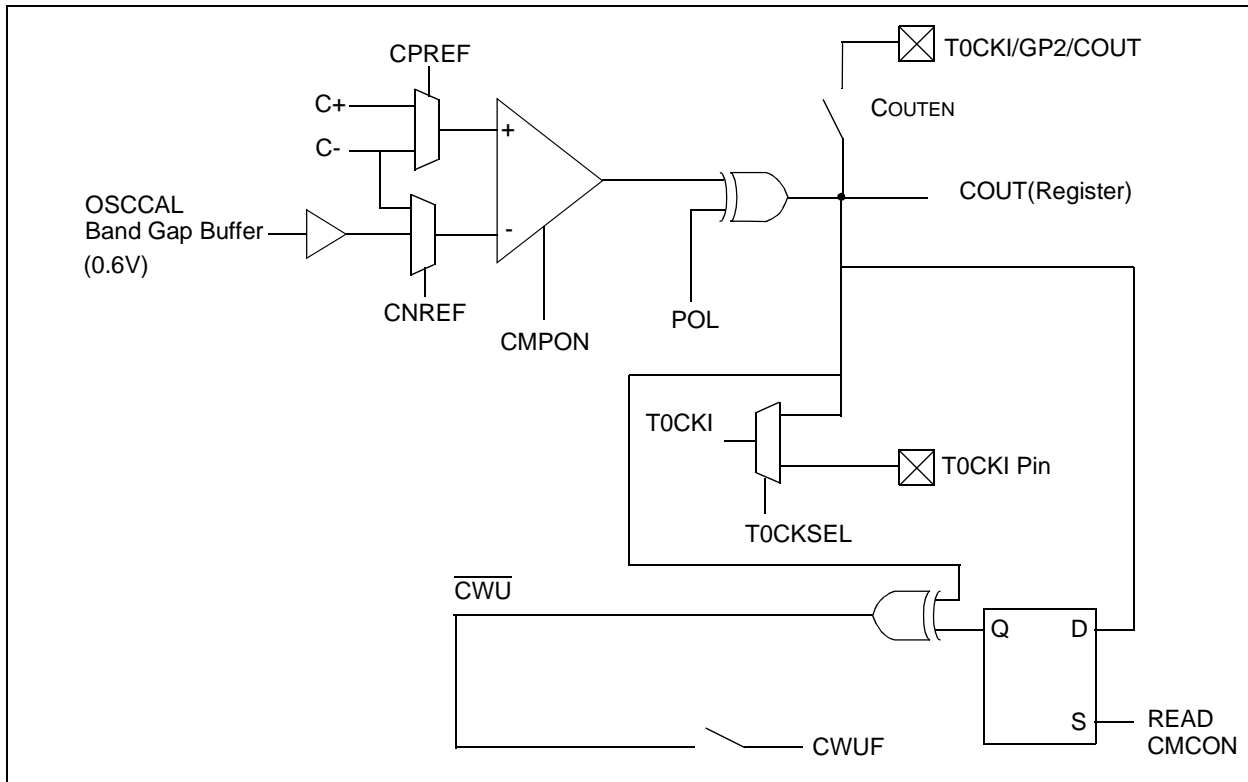 T0CKI/GP2/COUT
CPREF
C+
COUTEN
+
C-
COUT(Register)
OSCCAL
Band Gap Buffer
(0.6V)
-
CNREF
POL
CMPON
T0CKI
T0CKI Pin
T0CKSEL
CWU
Q
D
S
READ
CMCON
CWUF